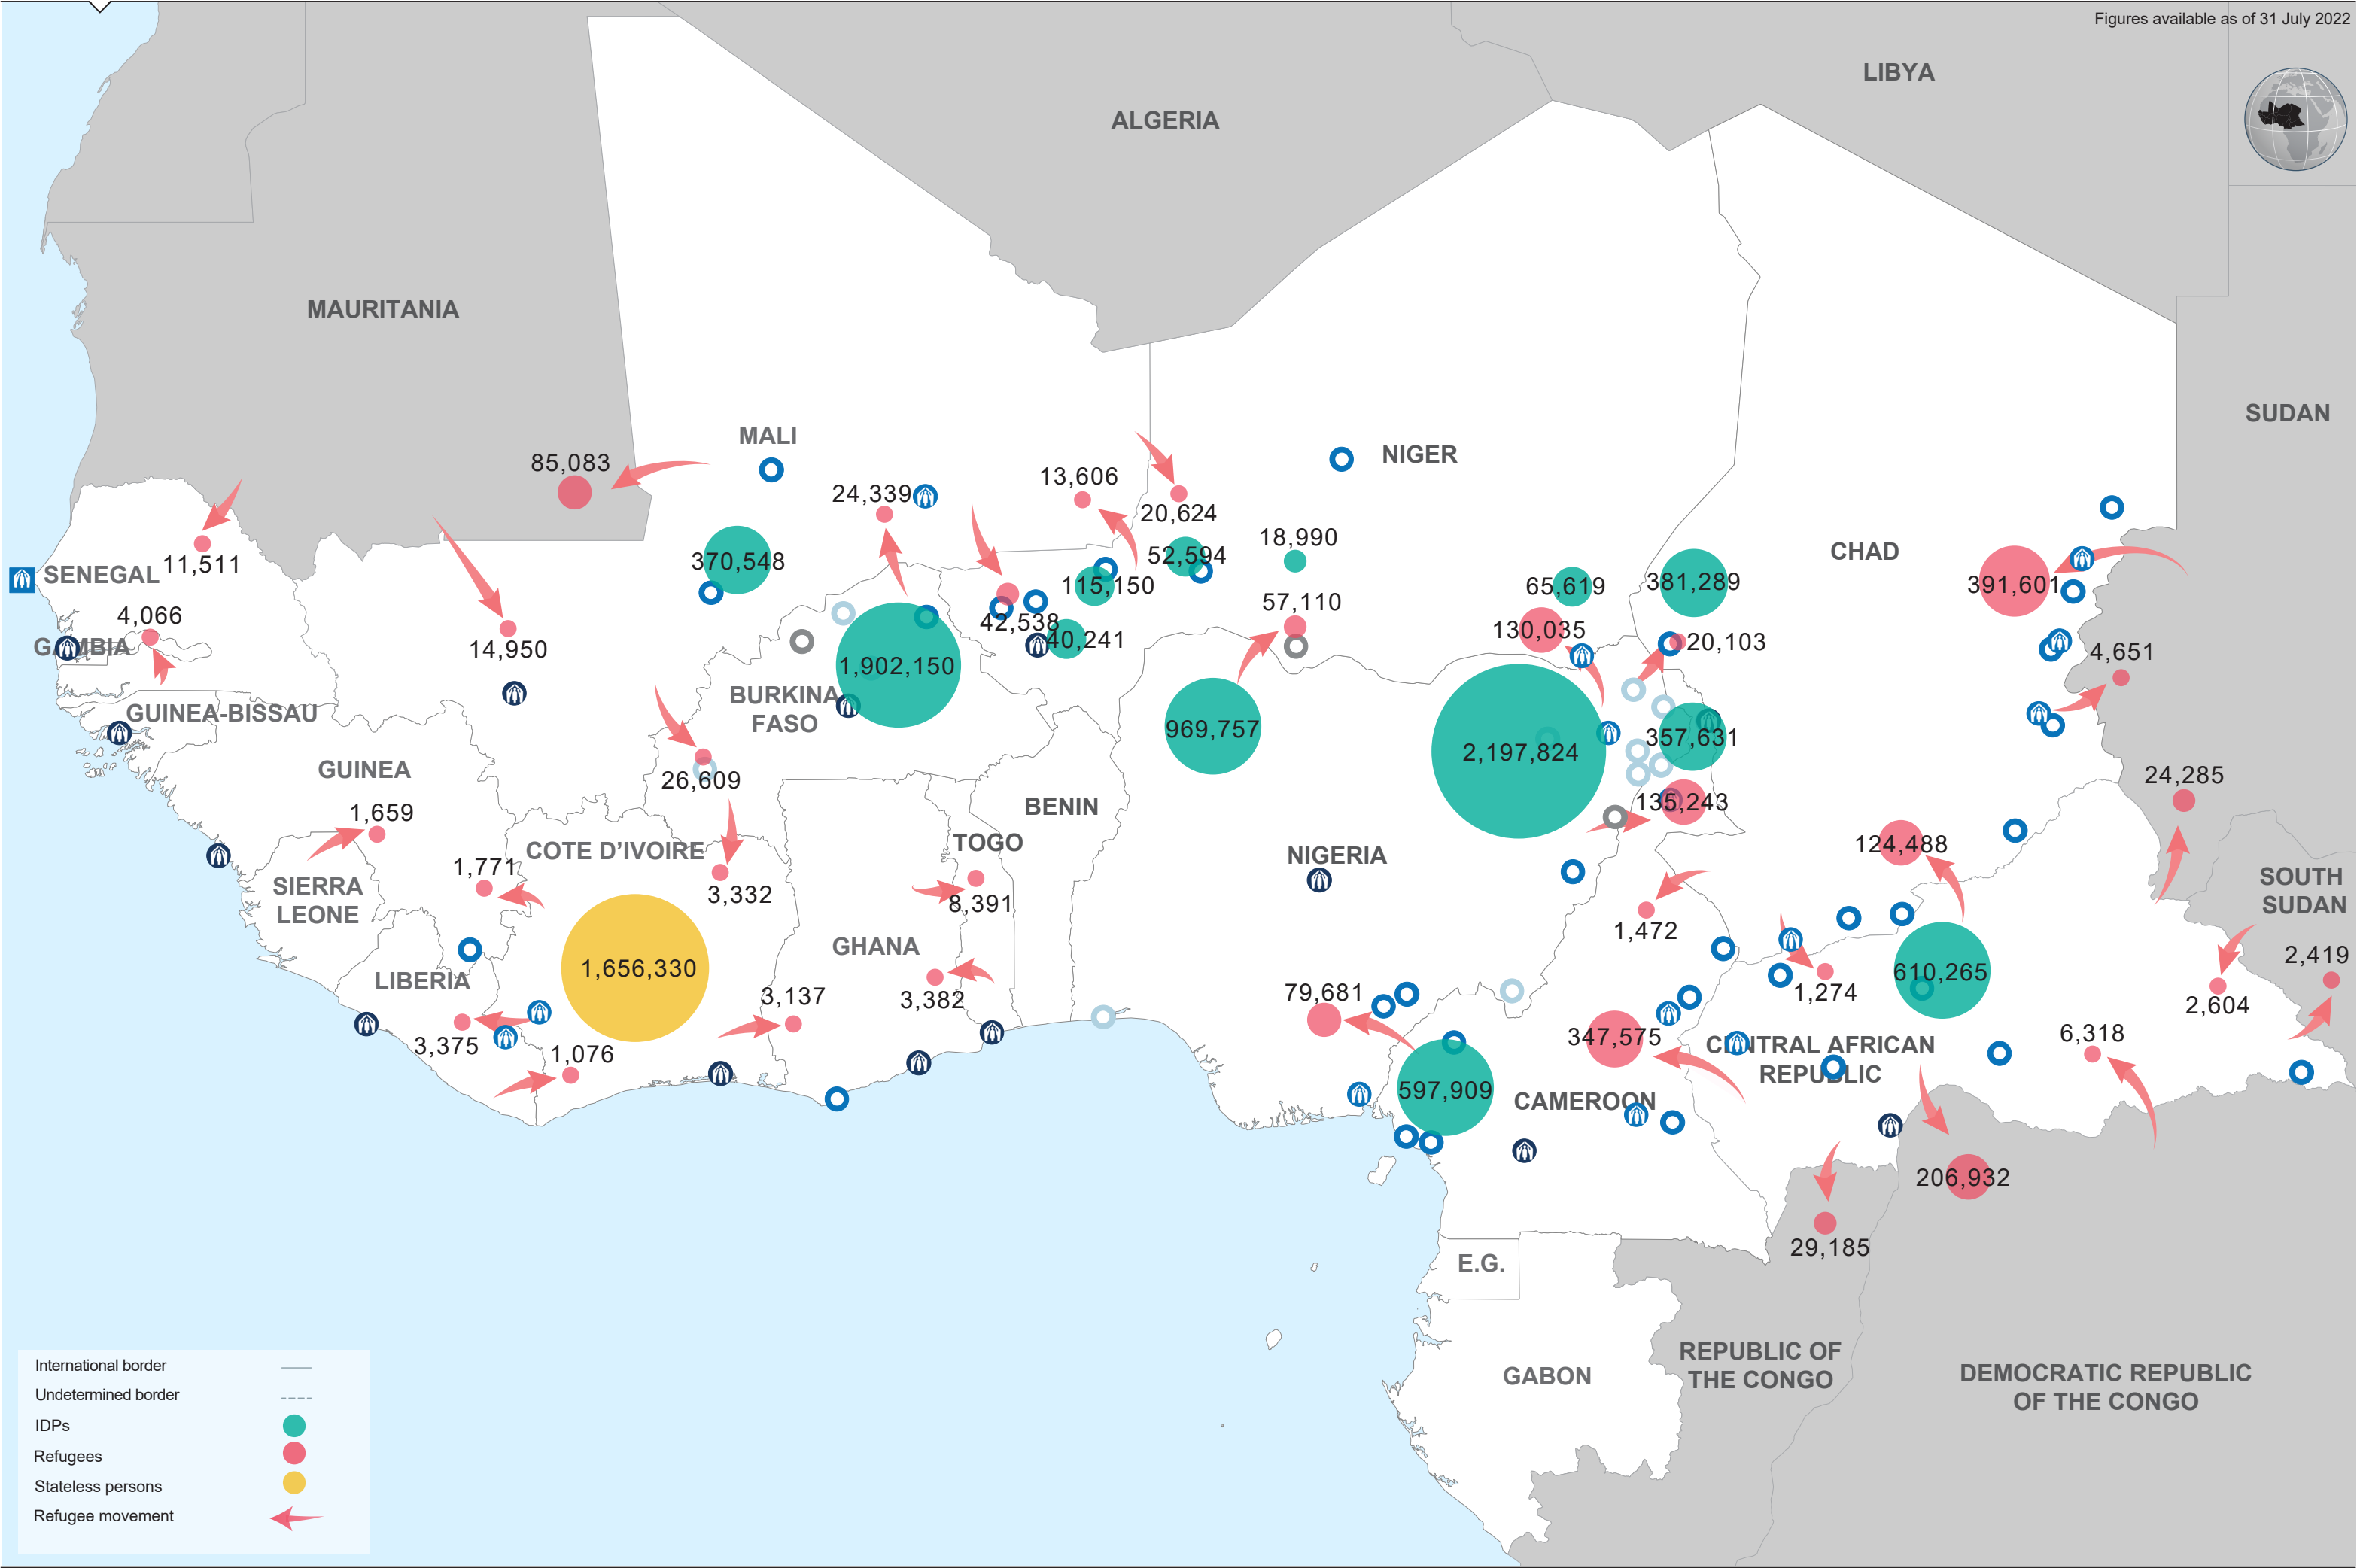 Figures available as of 31 July 2022
LIBYA
ALGERIA
MAURITANIA
SUDAN
MALI
NIGER
85,083
13,606
24,339
20,624
18,990
11,511
SENEGAL
370,548
52,594
115,150
CHAD
65,619
381,289
391,601
4,066
GAMBIA
14,950
42,538
40,241
57,110
130,035
20,103
4,651
1,902,150
BURKINA
FASO
GUINEA-BISSAU
969,757
2,197,824
357,631
GUINEA
26,609
24,285
1,659
BENIN
135,243
COTE D’IVOIRE
TOGO
NIGERIA
124,488
1,771
SIERRA
LEONE
3,332
8,391
SOUTH
SUDAN
1,472
GHANA
1,656,330
LIBERIA
610,265
2,419
3,137
3,382
79,681
1,274
2,604
3,375
1,076
347,575
CENTRAL AFRICAN
REPUBLIC
6,318
597,909
CAMEROON
206,932
29,185
E.G.
GABON
REPUBLIC OF
THE CONGO
DEMOCRATIC REPUBLIC
OF THE CONGO
International border
Undetermined border
IDPs
Refugees
Stateless persons
Refugee movement